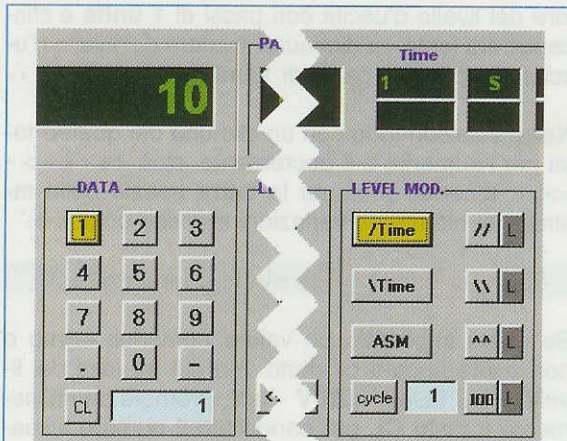 PA
Time
10
1 S
DATA
1 2 3
4 5 6
7 8 9
. 0 -
CL 1
LEVEL MOD.
/Time // L
\Time \\ L
ASM ^^ L
cycle 1 100 L